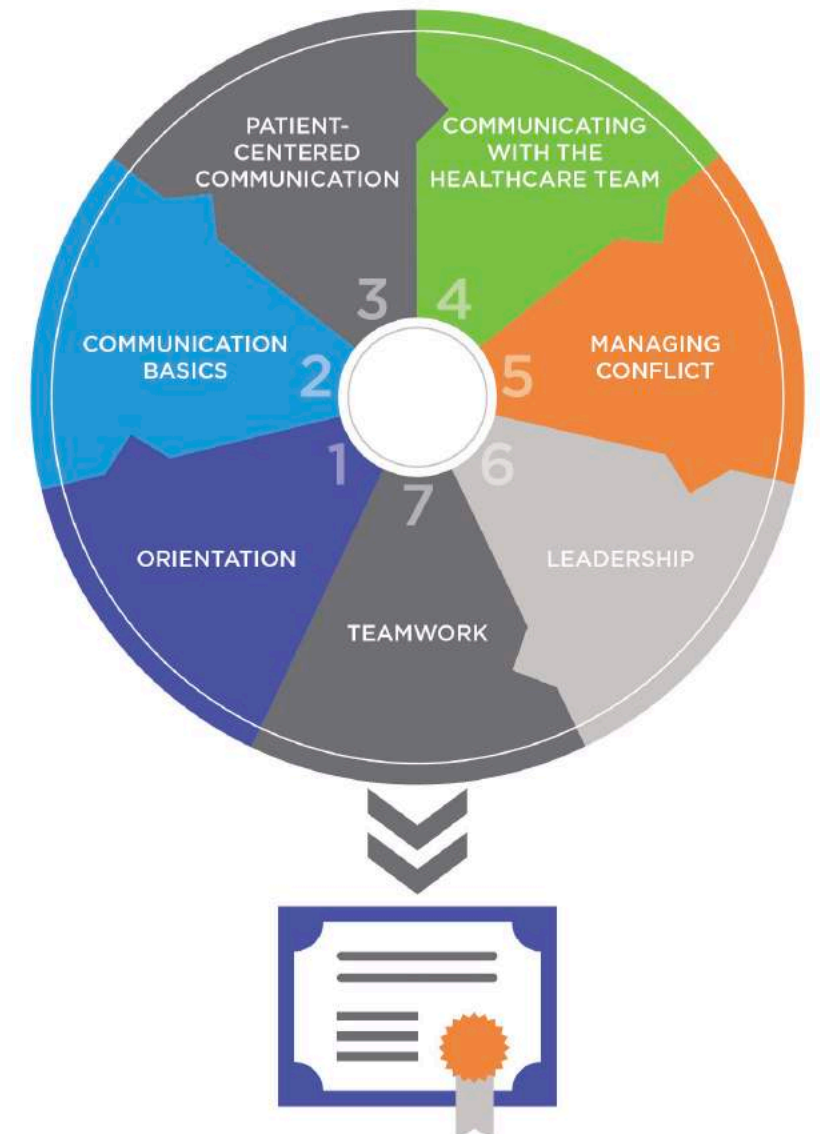 1
ORIENTATION
2
COMMUNICATION
BASICS
3
PATIENT-
CENTERED
COMMUNICATION
4
COMMUNICATING
WITH THE
HEALTHCARE TEAM
5
MANAGING
CONFLICT
6
LEADERSHIP
7
TEAMWORK